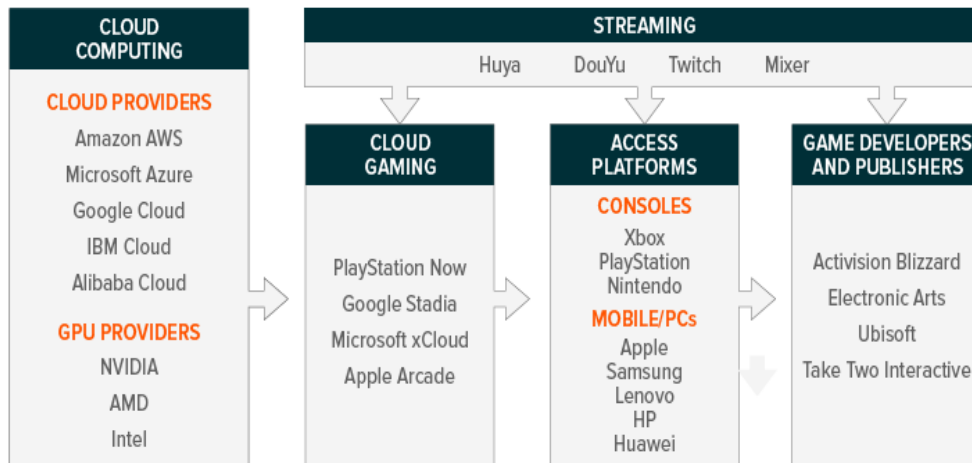 CLOUD
COMPUTING
CLOUD PROVIDERS
Amazon AWS
Microsoft Azure
Google Cloud
IBM Cloud
Alibaba Cloud
GPU PROVIDERS
NVIDIA
AMD
Intel
STREAMING
Huya DouYu Twitch Mixer
CLOUD
GAMING
PlayStation Now
Google Stadia
Microsoft xCloud
Apple Arcade
ACCESS
PLATFORMS
CONSOLES
Xbox
PlayStation
Nintendo
MOBILE/PCs
Apple
Samsung
Lenovo
HP
Huawei
GAME DEVELOPERS
AND PUBLISHERS
Activision Blizzard
Electronic Arts
Ubisoft
Take Two Interactive